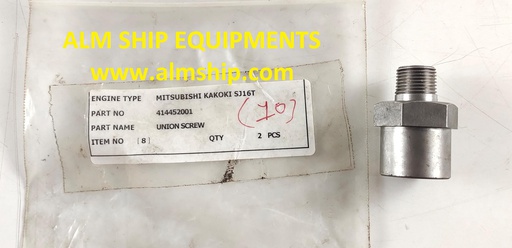 ALM SHIP EQUIPMENTS
www.almship.com
ENGINE TYPE MITSUBISHI KAKOKI SJ16T
PART NO 414452001
PART NAME UNION SCREW
ITEM NO [8] QTY 2 PCS
(10)